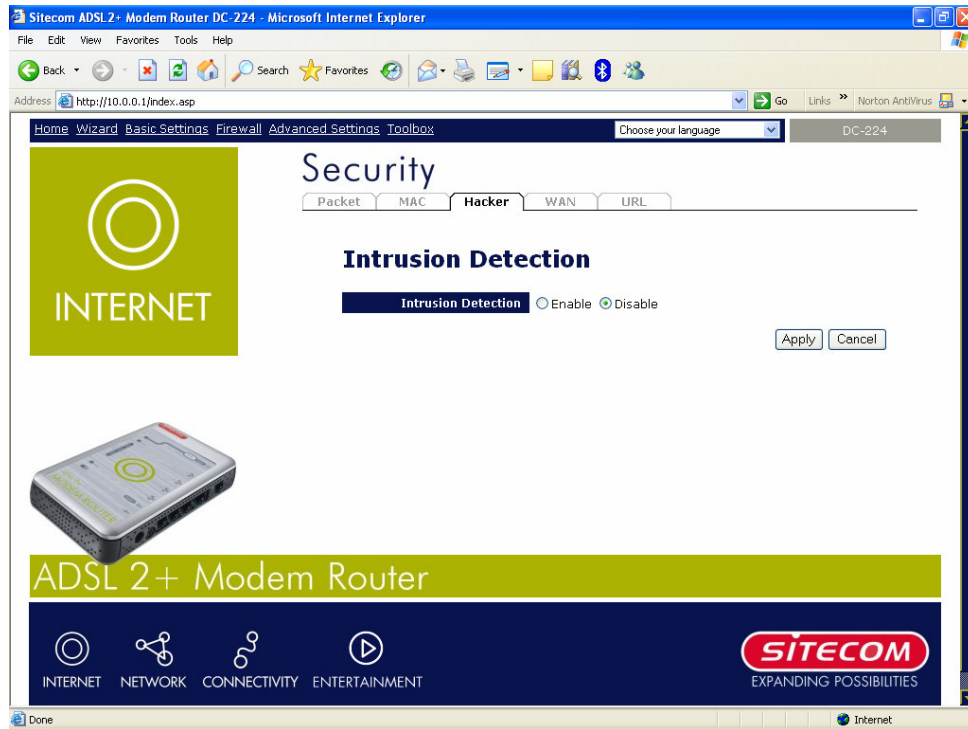 Sitecom ADSL2+ Modem Router DC-224 - Microsoft Internet Explorer
File Edit View Favorites Tools Help
Back Search Favorites
Address http://10.0.0.1/index.asp Go Links » Norton AntiVirus
Home Wizard Basic Settings Firewall Advanced Settings Toolbox Choose your language DC-224
Security
Packet MAC Hacker WAN URL
Intrusion Detection
Intrusion Detection Enable Disable
Apply Cancel
INTERNET
MODEM ROUTER
ADSL 2+ Modem Router
INTERNET NETWORK CONNECTIVITY ENTERTAINMENT
SITECOM
EXPANDING POSSIBILITIES
Done Internet